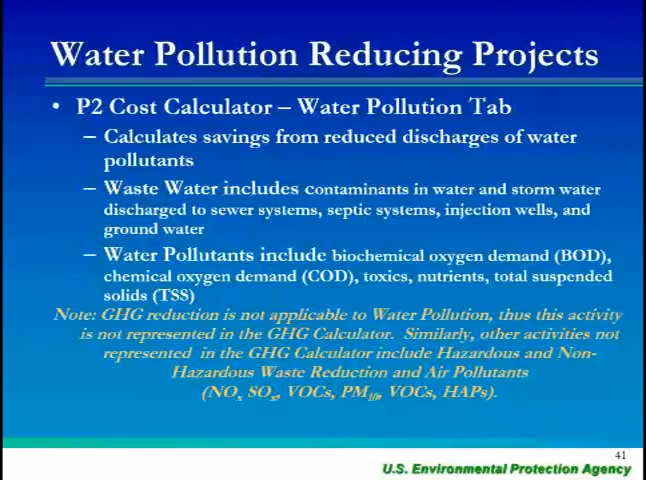 Water Pollution Reducing Projects
• P2 Cost Calculator – Water Pollution Tab
– Calculates savings from reduced discharges of water
pollutants
– Waste Water includes contaminants in water and storm water
discharged to sewer systems, septic systems, injection wells, and
ground water
– Water Pollutants include biochemical oxygen demand (BOD),
chemical oxygen demand (COD), toxics, nutrients, total suspended
solids (TSS)
Note: GHG reduction is not applicable to Water Pollution, thus this activity
is not represented in the GHG Calculator. Similarly, other activities not
represented in the GHG Calculator include Hazardous and Non-
Hazardous Waste Reduction and Air Pollutants
(NOx SOx, VOCs, PM10, VOCs, HAPs).
41
U.S. Environmental Protection Agency